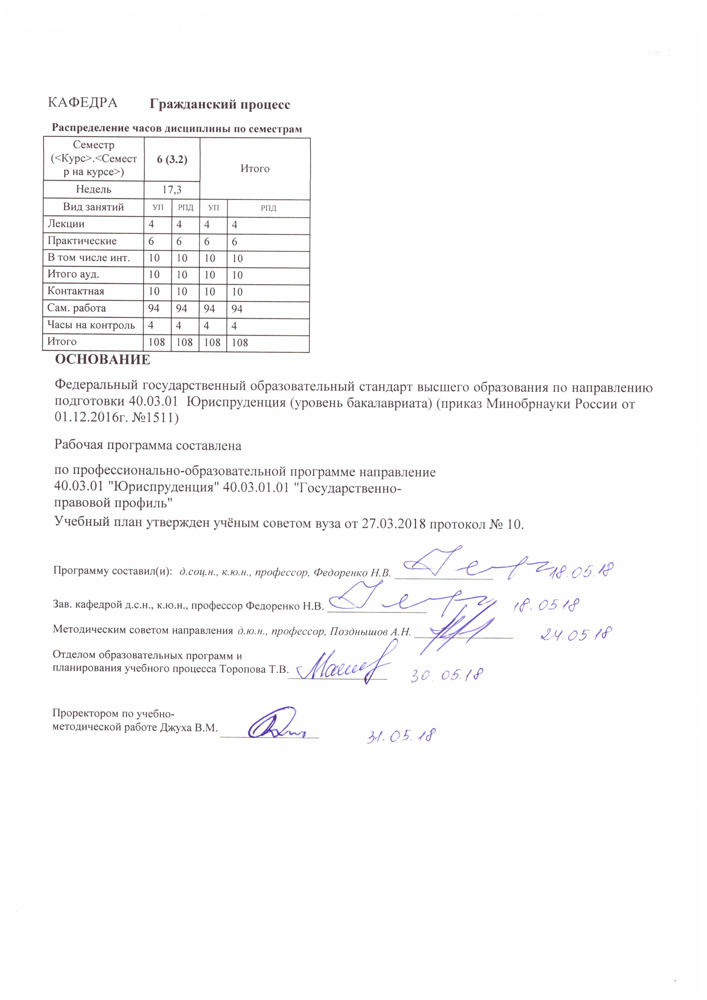 стр. 2
КАФЕДРА Гражданский процесс
Распределение часов дисциплины по семестрам
Семестр
(<Курс>.<Семест
р на курсе>)
6 (3.2)
Итого
Недель 17,3
Вид занятий УП РПД УП РПД
Лекции 4 4 4 4
Практические 6 6 6 6
В том числе инт. 10 10 10 10
Итого ауд. 10 10 10 10
Контактная 10 10 10 10
Сам. работа 94 94 94 94
Часы на контроль 4 4 4 4
Итого 108 108 108 108
ОСНОВАНИЕ
Федеральный государственный образовательный стандарт высшего образования по направлению
подготовки 40.03.01 Юриспруденция (уровень бакалавриата) (приказ Минобрнауки России от
01.12.2016г. №1511)
Рабочая программа составлена
по профессионально-образовательной программе направление
40.03.01 "Юриспруденция" 40.03.01.01 "Государственно-
правовой профиль"
Учебный план утвержден учёным советом вуза от 27.03.2018 протокол № 10.
Программу составил(и): д.соц.н., к.ю.н., профессор, Федоренко Н.В. 18.05.18
Зав. кафедрой д.с.н., к.ю.н., профессор Федоренко Н.В. 18.05.18
Методическим советом направления д.ю.н., профессор, Позднышов А.Н. 24.05.18
Отделом образовательных программ и
планирования учебного процесса Торопова Т.В. 30.05.18
Проректором по учебно-
методической работе Джуха В.М. 31.05.18